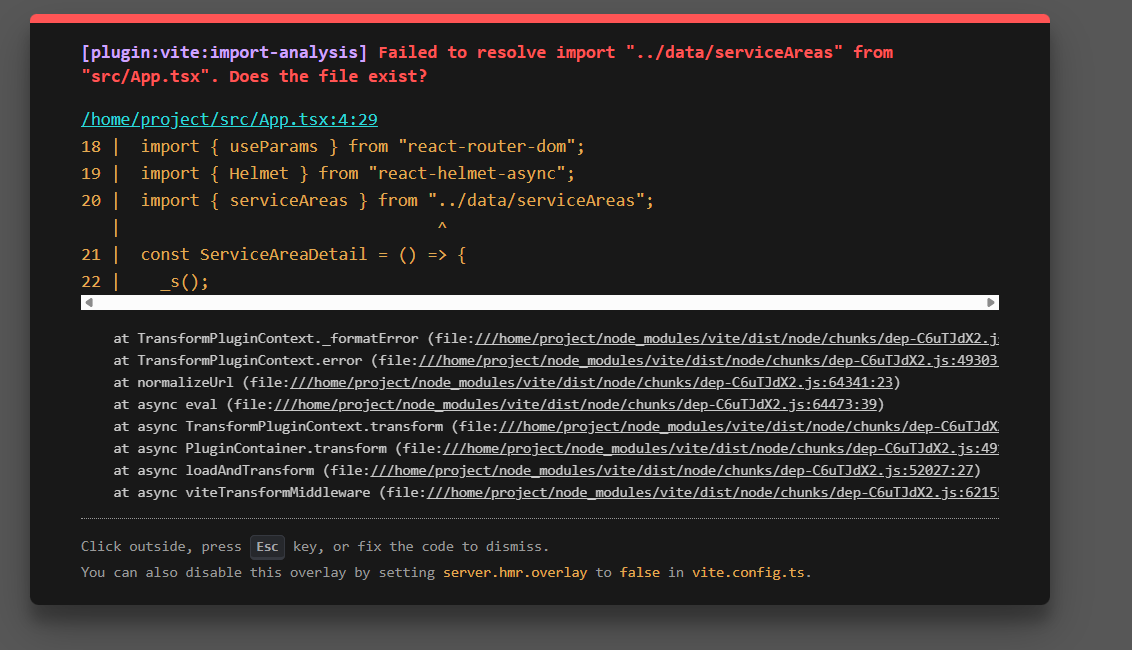 [plugin:vite:import-analysis] Failed to resolve import "../data/serviceAreas" from
"src/App.tsx". Does the file exist?
/home/project/src/App.tsx:4:29
18 |  import { useParams } from "react-router-dom";
19 |  import { Helmet } from "react-helmet-async";
20 |  import { serviceAreas } from "../data/serviceAreas";
   |                                ^
21 |  const ServiceAreaDetail = () => {
22 |    _s();
at TransformPluginContext._formatError (file:///home/project/node_modules/vite/dist/node/chunks/dep-C6uTJdX2.j
at TransformPluginContext.error (file:///home/project/node_modules/vite/dist/node/chunks/dep-C6uTJdX2.js:49303
at normalizeUrl (file:///home/project/node_modules/vite/dist/node/chunks/dep-C6uTJdX2.js:64341:23)
at async eval (file:///home/project/node_modules/vite/dist/node/chunks/dep-C6uTJdX2.js:64473:39)
at async TransformPluginContext.transform (file:///home/project/node_modules/vite/dist/node/chunks/dep-C6uTJdX
at async PluginContainer.transform (file:///home/project/node_modules/vite/dist/node/chunks/dep-C6uTJdX2.js:49
at async loadAndTransform (file:///home/project/node_modules/vite/dist/node/chunks/dep-C6uTJdX2.js:52027:27)
at async viteTransformMiddleware (file:///home/project/node_modules/vite/dist/node/chunks/dep-C6uTJdX2.js:6215
Click outside, press Esc key, or fix the code to dismiss.
You can also disable this overlay by setting server.hmr.overlay to false in vite.config.ts.